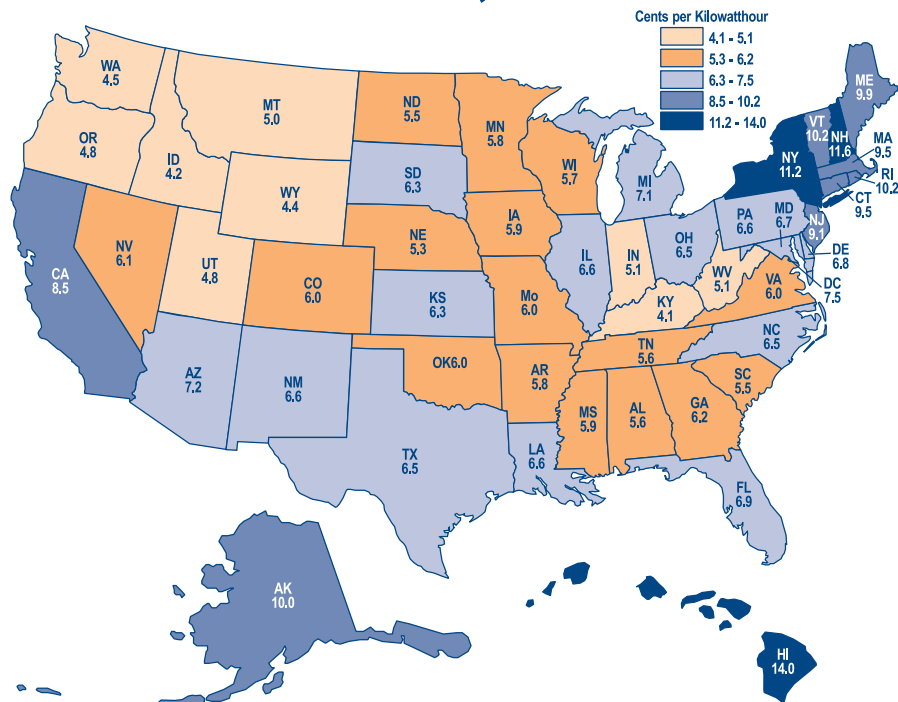 Cents per Kilowatthour
4.1 - 5.1
5.3 - 6.2
6.3 - 7.5
8.5 - 10.2
11.2 - 14.0
WA
4.5
MT
5.0
ND
5.5
MN
5.8
ME
9.9
VT
10.2
NH
11.6
MA
9.5
RI
10.2
CT
9.5
NY
11.2
OR
4.8
ID
4.2
WY
4.4
SD
6.3
WI
5.7
MI
7.1
NE
5.3
IA
5.9
PA
6.6
MD
6.7
NJ
9.1
DE
6.8
DC
7.5
NV
6.1
UT
4.8
CO
6.0
KS
6.3
Mo
6.0
IL
6.6
IN
5.1
OH
6.5
WV
5.1
VA
6.0
KY
4.1
CA
8.5
AZ
7.2
NM
6.6
OK6.0
AR
5.8
TN
5.6
NC
6.5
SC
5.5
MS
5.9
AL
5.6
GA
6.2
TX
6.5
LA
6.6
FL
6.9
AK
10.0
HI
14.0